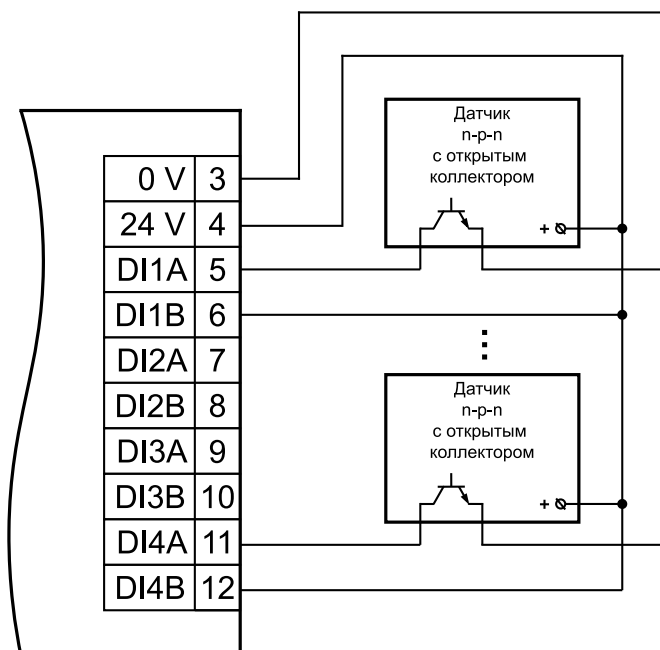 Датчик
n-p-n
с открытым
коллектором
+
0 V 3
24 V 4
DI1A 5
DI1B 6
DI2A 7
DI2B 8
DI3A 9
DI3B 10
DI4A 11
DI4B 12
Датчик
n-p-n
с открытым
коллектором
+